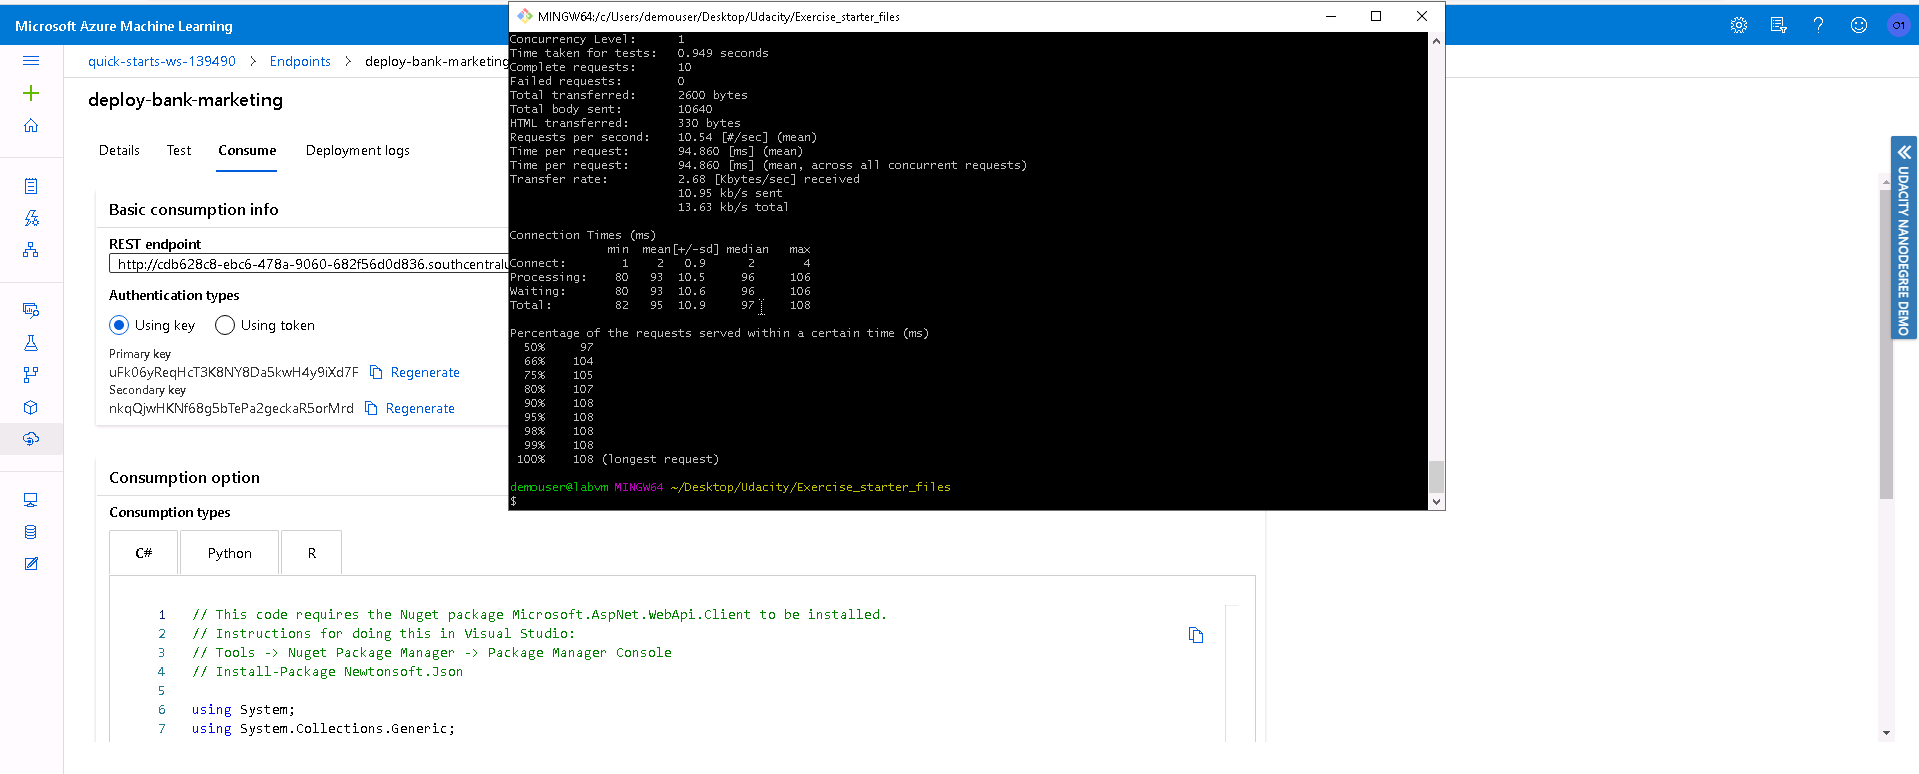 Microsoft Azure Machine Learning
quick-starts-ws-139490 > Endpoints > deploy-bank-marketing
deploy-bank-marketing
Details Test Consume Deployment logs
Basic consumption info
REST endpoint
http://cdb628c8-ebc6-478a-9060-682f56d0d836.southcentralu
Authentication types
Using key Using token
Primary key
uFk06yReqHcT3K8NY8Da5kwH4y9iXd7F Regenerate
Secondary key
nkqQjwHKNf68g5bTePa2geckaR5orMrd Regenerate
Consumption option
Consumption types
C# Python R
1 // This code requires the Nuget package Microsoft.AspNet.WebApi.Client to be installed.
2 // Instructions for doing this in Visual Studio:
3 // Tools -> Nuget Package Manager -> Package Manager Console
4 // Install-Package Newtonsoft.Json
5
6 using System;
7 using System.Collections.Generic;
MINGW64:/c/Users/demouser/Desktop/Udacity/Exercise_starter_files
Concurrency Level: 1
Time taken for tests: 0.949 seconds
Complete requests: 10
Failed requests: 0
Total transferred: 2600 bytes
Total body sent: 10640
HTML transferred: 330 bytes
Requests per second: 10.54 [#/sec] (mean)
Time per request: 94.860 [ms] (mean)
Time per request: 94.860 [ms] (mean, across all concurrent requests)
Transfer rate: 2.68 [Kbytes/sec] received
10.95 kb/s sent
13.63 kb/s total
Connection Times (ms)
min mean[+/-sd] median max
Connect: 1 2 0.9 2 4
Processing: 80 93 10.5 96 106
Waiting: 80 93 10.6 96 106
Total: 82 95 10.9 97 108
Percentage of the requests served within a certain time (ms)
50% 97
66% 104
75% 105
80% 107
90% 108
95% 108
98% 108
99% 108
100% 108 (longest request)
demouser@labvm MINGW64 ~/Desktop/Udacity/Exercise_starter_files
$
O1
UDACITY NANODEGREE DEMO